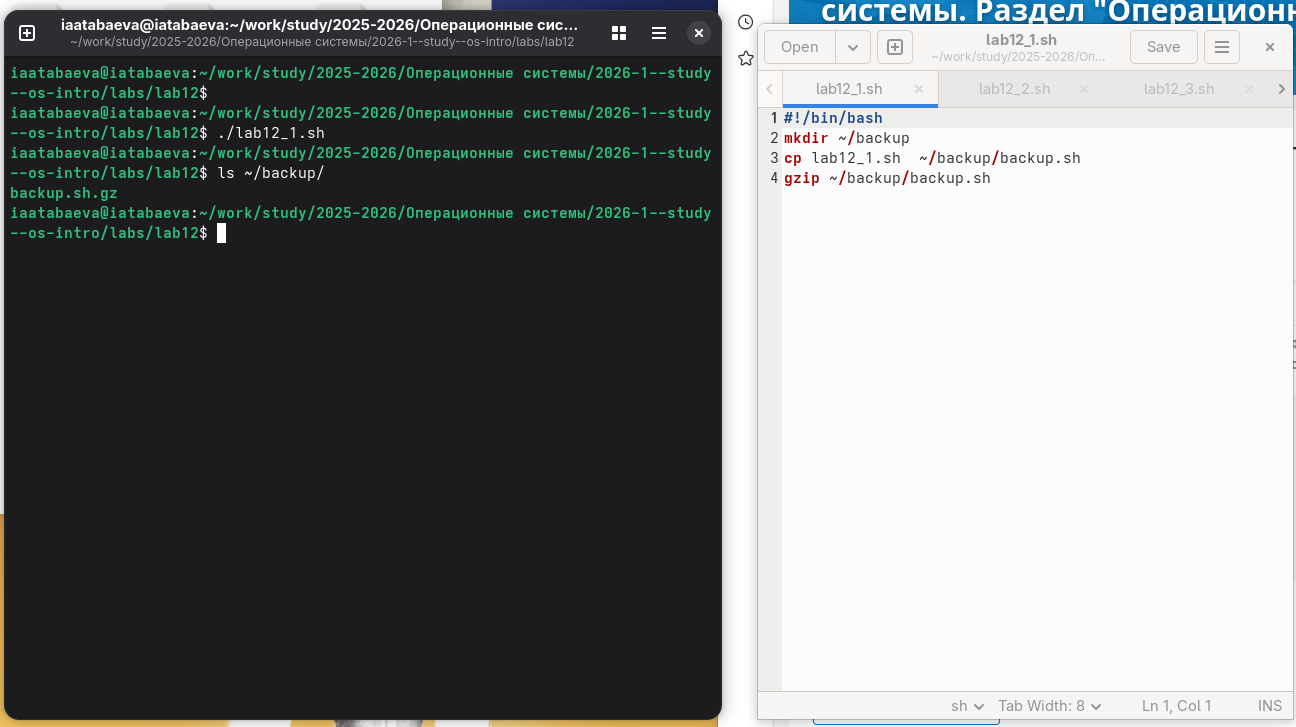 iaatabaeva@iatabaeva:~/work/study/2025-2026/Операционные сис...
~/work/study/2025-2026/Операционные системы/2026-1--study--os-intro/labs/lab12
iaatabaeva@iatabaeva:~/work/study/2025-2026/Операционные системы/2026-1--study
--os-intro/labs/lab12$
iaatabaeva@iatabaeva:~/work/study/2025-2026/Операционные системы/2026-1--study
--os-intro/labs/lab12$ ./lab12_1.sh
iaatabaeva@iatabaeva:~/work/study/2025-2026/Операционные системы/2026-1--study
--os-intro/labs/lab12$ ls ~/backup/
backup.sh.gz
iaatabaeva@iatabaeva:~/work/study/2025-2026/Операционные системы/2026-1--study
--os-intro/labs/lab12$
системы. Раздел "Операционн
Open
lab12_1.sh
~/work/study/2025-2026/Оп...
Save
lab12_1.sh
lab12_2.sh
lab12_3.sh
1 #!/bin/bash
2 mkdir ~/backup
3 cp lab12_1.sh  ~/backup/backup.sh
4 gzip ~/backup/backup.sh
sh
Tab Width: 8
Ln 1, Col 1
INS